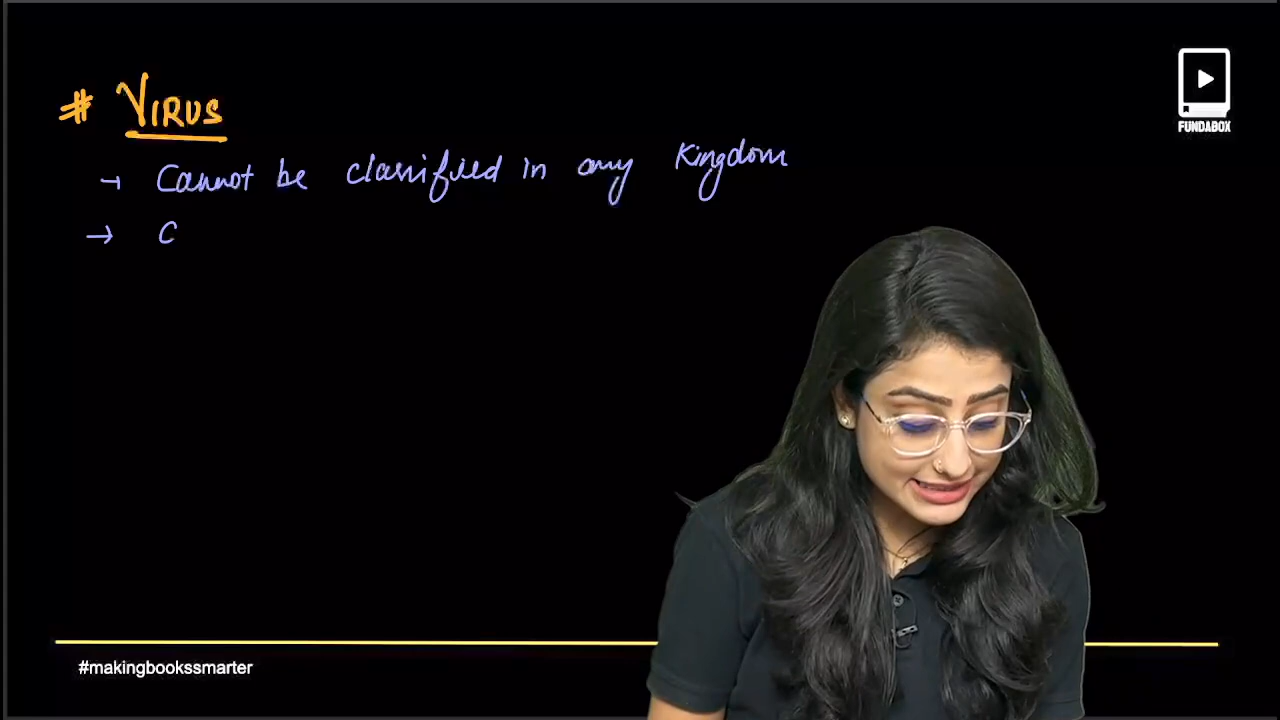 # VIRUS
→ Cannot be classified in any Kingdom
→ C
FUNDABOX
#makingbookssmarter